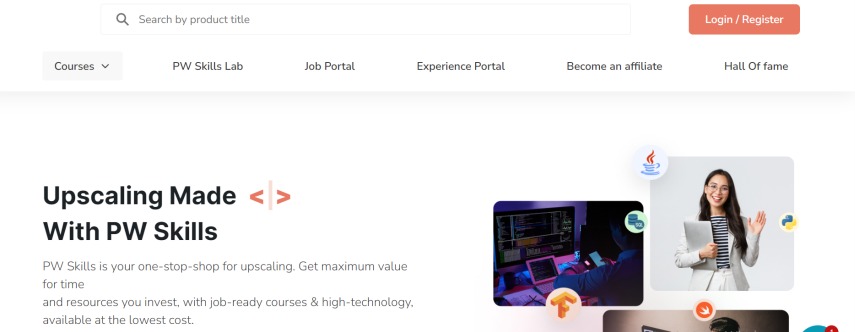 Search by product title
Login / Register
Courses
PW Skills Lab
Job Portal
Experience Portal
Become an affiliate
Hall Of fame
Upscaling Made <|>
With PW Skills
PW Skills is your one-stop-shop for upscaling. Get maximum value
for time
and resources you invest, with job-ready courses & high-technology,
available at the lowest cost.